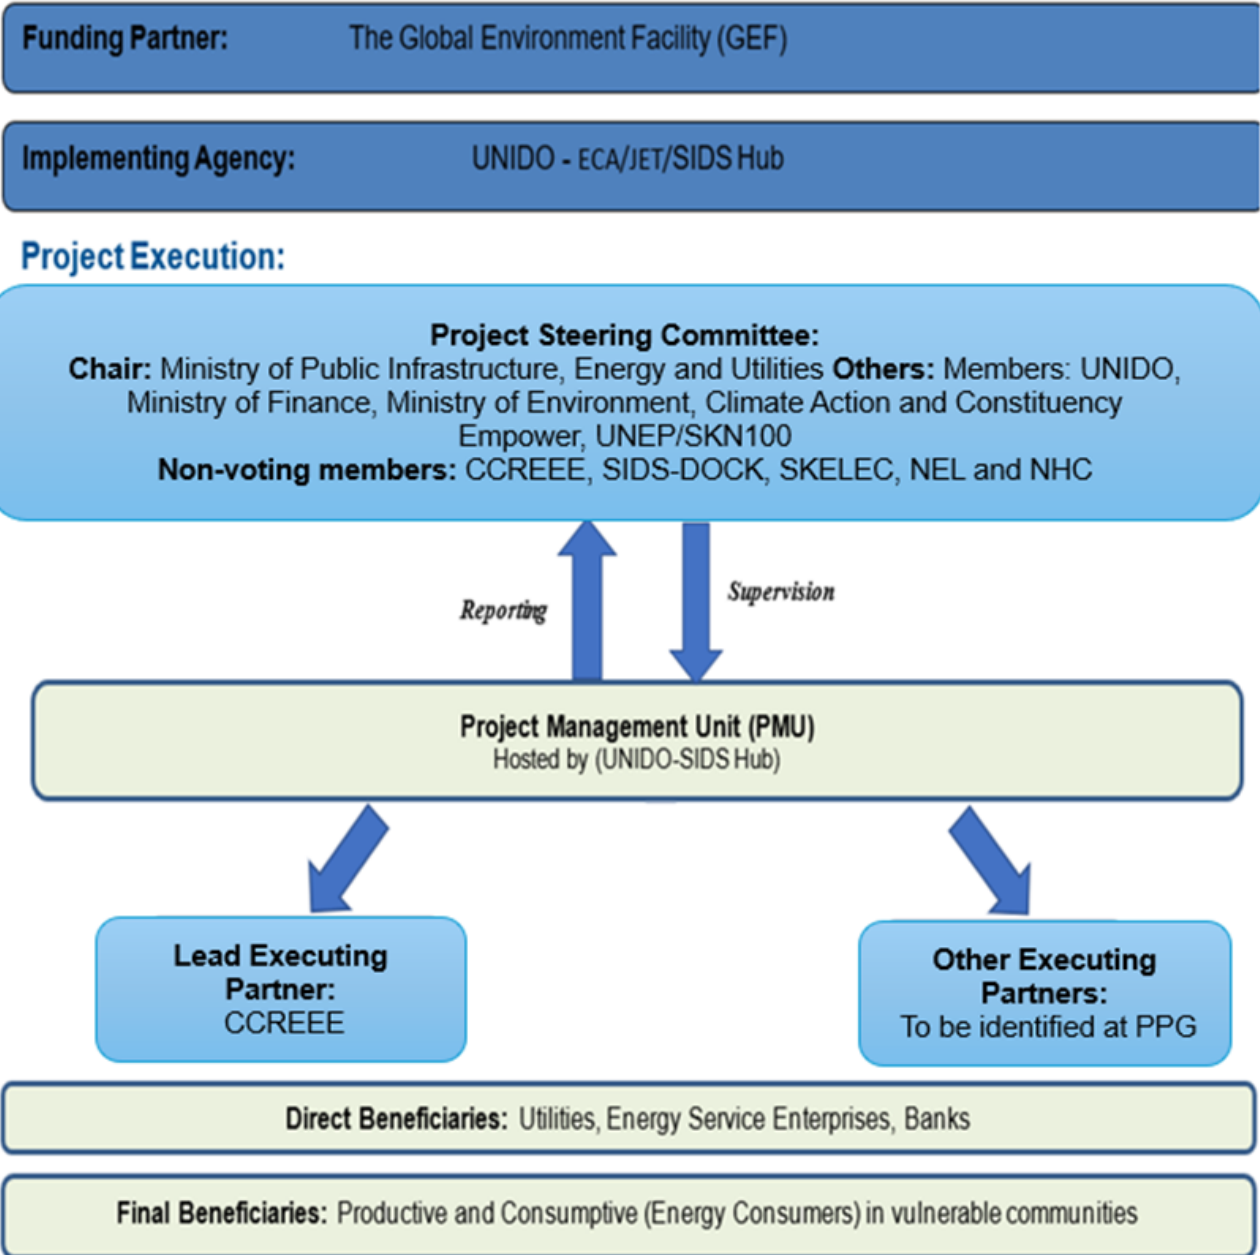 Funding Partner: The Global Environment Facility (GEF)
Implementing Agency: UNIDO - ECA/JET/SIDS Hub
Project Execution:
Project Steering Committee:
Chair: Ministry of Public Infrastructure, Energy and Utilities Others: Members: UNIDO,
Ministry of Finance, Ministry of Environment, Climate Action and Constituency
Empower, UNEP/SKN100
Non-voting members: CCREEE, SIDS-DOCK, SKELEC, NEL and NHC
Reporting
Supervision
Project Management Unit (PMU)
Hosted by (UNIDO-SIDS Hub)
Lead Executing
Partner:
CCREEE
Other Executing
Partners:
To be identified at PPG
Direct Beneficiaries: Utilities, Energy Service Enterprises, Banks
Final Beneficiaries: Productive and Consumptive (Energy Consumers) in vulnerable communities